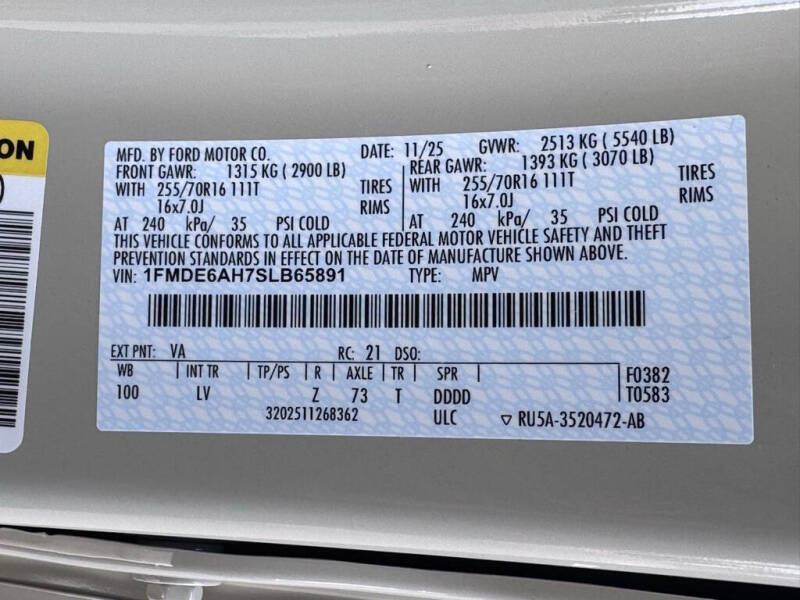 ON
MFD. BY FORD MOTOR CO. DATE: 11/25 GVWR: 2513 KG ( 5540 LB)
FRONT GAWR: 1315 KG ( 2900 LB) REAR GAWR: 1393 KG ( 3070 LB)
WITH 255/70R16 111T TIRES WITH 255/70R16 111T TIRES
16x7.0J RIMS 16x7.0J RIMS
AT 240 kPa/ 35 PSI COLD AT 240 kPa/ 35 PSI COLD
THIS VEHICLE CONFORMS TO ALL APPLICABLE FEDERAL MOTOR VEHICLE SAFETY AND THEFT
PREVENTION STANDARDS IN EFFECT ON THE DATE OF MANUFACTURE SHOWN ABOVE.
VIN: 1FMDE6AH7SLB65891 TYPE: MPV
EXT PNT: VA RC: 21 DSO:
WB INT TR TP/PS R AXLE TR SPR F0382
100 LV Z 73 T DDDD T0583
3202511268362 ULC ▽ RU5A-3520472-AB